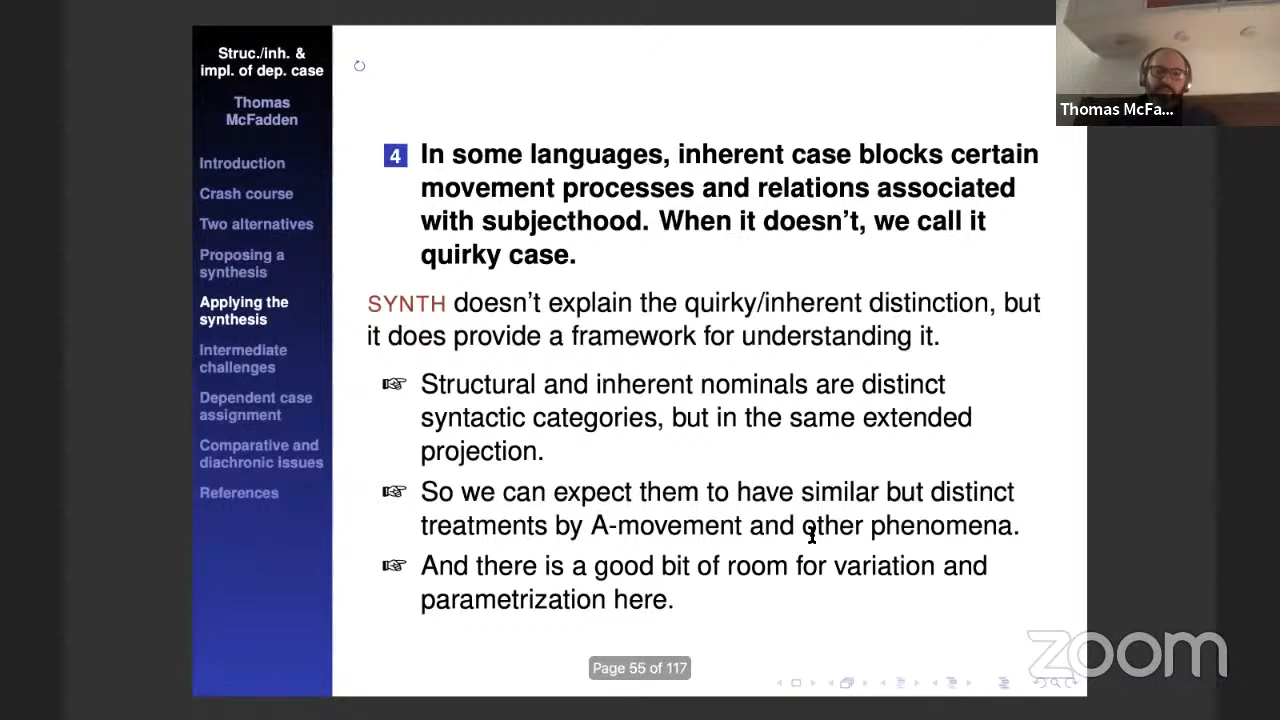 Struc./inh. &
impl. of dep. case
Thomas
McFadden
Introduction
Crash course
Two alternatives
Proposing a
synthesis
Applying the
synthesis
Intermediate
challenges
Dependent case
assignment
Comparative and
diachronic issues
References
4 In some languages, inherent case blocks certain
movement processes and relations associated
with subjecthood. When it doesn’t, we call it
quirky case.
SYNTH doesn’t explain the quirky/inherent distinction, but
it does provide a framework for understanding it.
Structural and inherent nominals are distinct
syntactic categories, but in the same extended
projection.
So we can expect them to have similar but distinct
treatments by A-movement and other phenomena.
And there is a good bit of room for variation and
parametrization here.
Page 55 of 117
Thomas McFa...
zoom